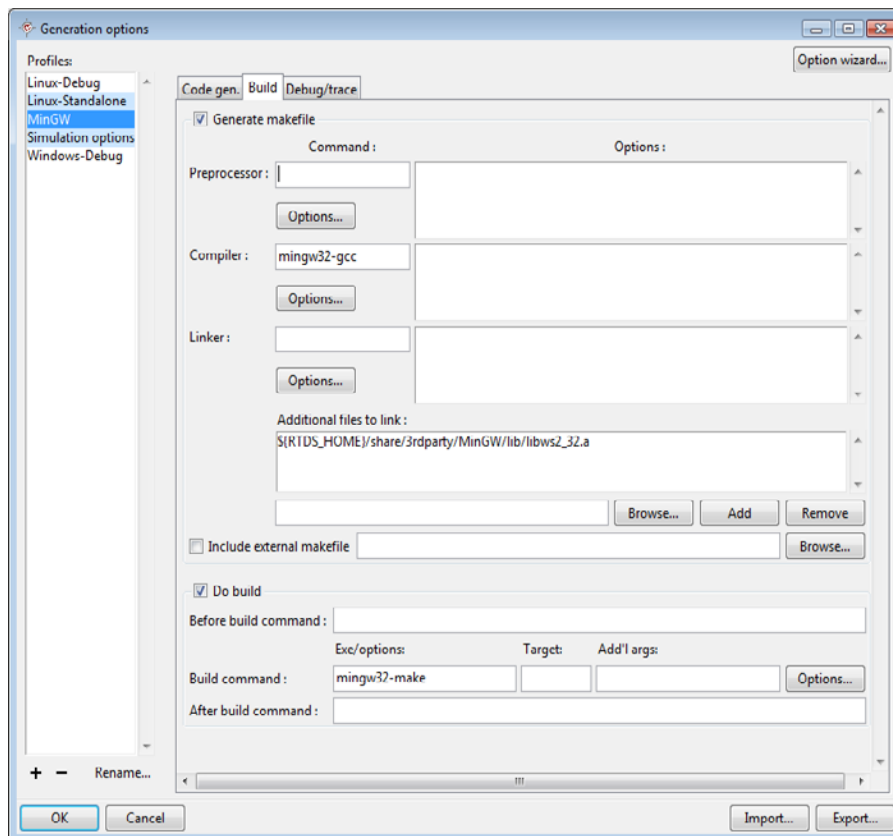 Generation options
Profiles:
Option wizard...
Linux-Debug
Linux-Standalone
MinGW
Simulation options
Windows-Debug
Code gen. Build Debug/trace
Generate makefile
Command : Options :
Preprocessor :
Options...
Compiler : mingw32-gcc
Options...
Linker :
Options...
Additional files to link :
${RTDS_HOME}/share/3rdparty/MinGW/lib/libws2_32.a
Browse... Add Remove
Include external makefile Browse...
Do build
Before build command :
Exe/options: Target: Add'l args:
Build command : mingw32-make Options...
After build command :
+ − Rename...
OK Cancel Import... Export...